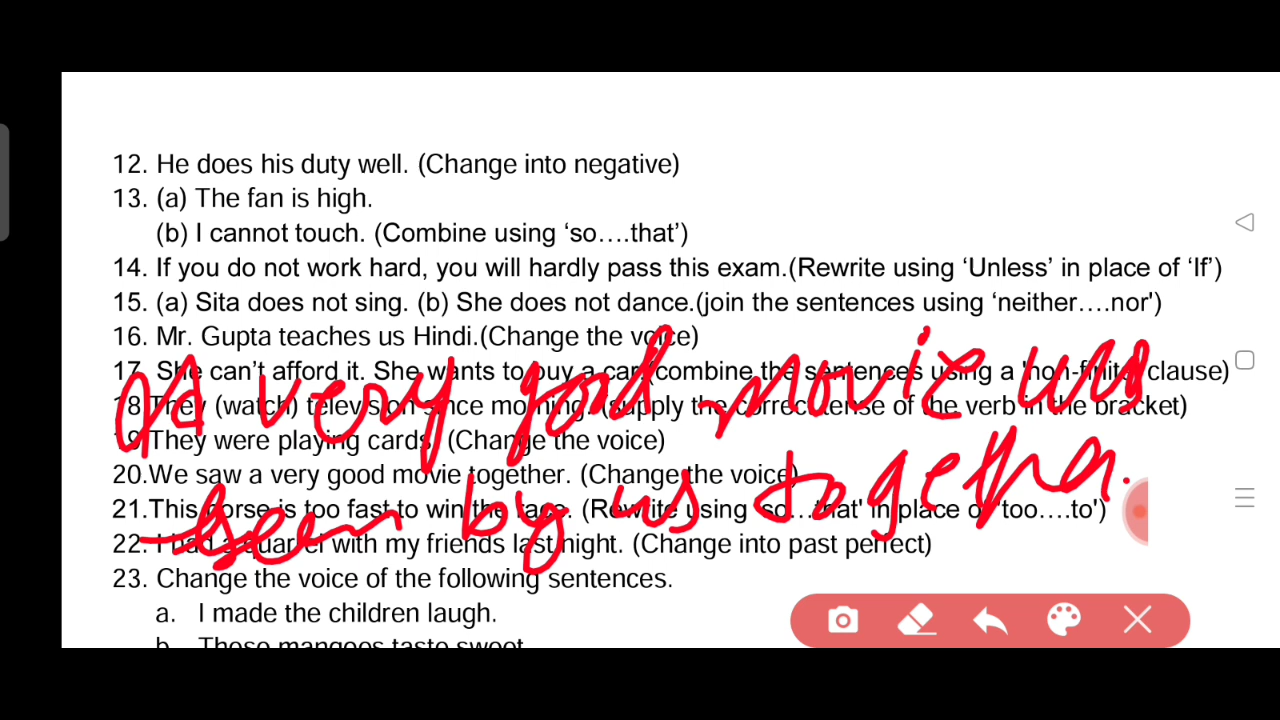 12. He does his duty well. (Change into negative)
13. (a) The fan is high.
(b) I cannot touch. (Combine using ‘so….that’)
14. If you do not work hard, you will hardly pass this exam.(Rewrite using ‘Unless’ in place of ‘If’)
15. (a) Sita does not sing. (b) She does not dance.(join the sentences using ‘neither….nor')
16. Mr. Gupta teaches us Hindi.(Change the voice)
17. She can’t afford it. She wants to buy a car.(combine the sentences using a non-finite clause)
18.They (watch) television since morning. (supply the correct tense of the verb in the bracket)
19.They were playing cards. (Change the voice)
20.We saw a very good movie together. (Change the voice)
21.This horse is too fast to win the race. (Rewrite using 'so…that' in place of 'too….to')
22. I had a quarrel with my friends last night. (Change into past perfect)
23. Change the voice of the following sentences.
a. I made the children laugh.
b. Those mangoes taste sweet.
A very good movie was
seen by us together.